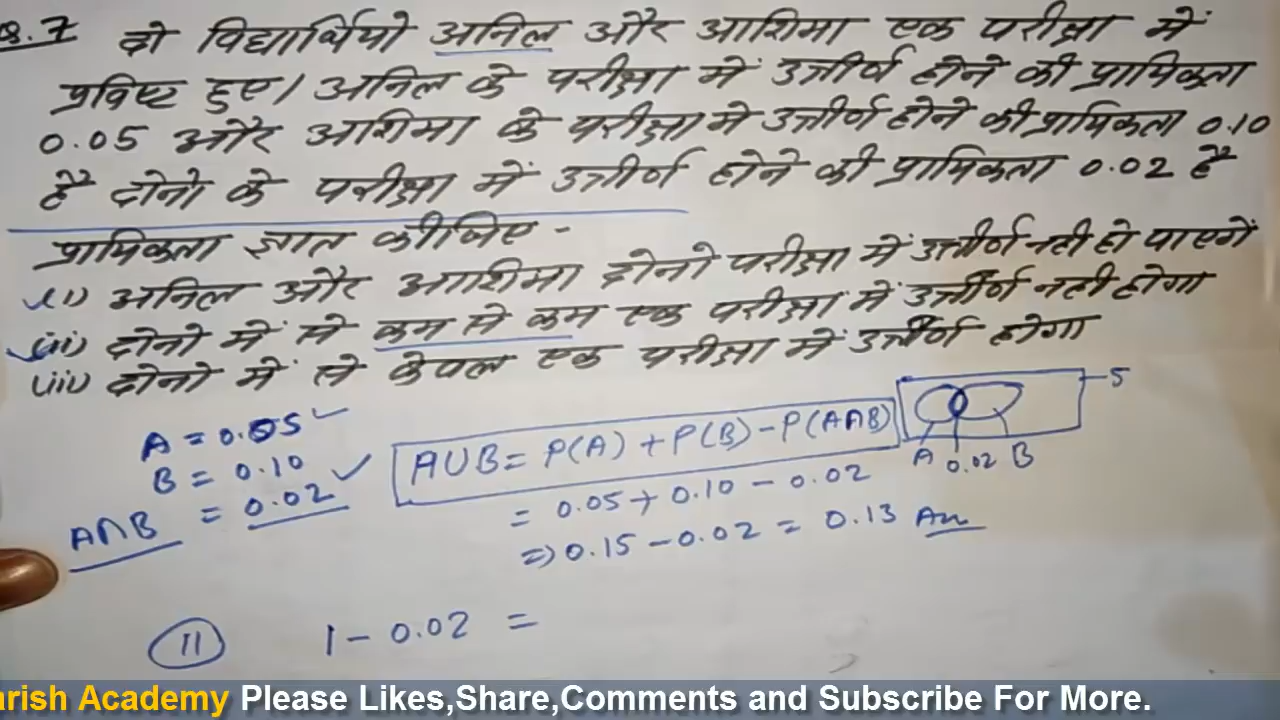 Q.7 दो विद्यार्थियो अनिल और आशिमा एक परीक्षा में
प्रविष्ट हुए। अनिल के परीक्षा में उत्तीर्ण होने की प्रायिकता
0.05 और आशिमा के परीक्षा मे उत्तीर्ण होने की प्रायिकता 0.10
है दोनो के परीक्षा में उत्तीर्ण होने की प्रायिकता 0.02 है
प्रायिकता ज्ञात कीजिए -
(i) अनिल और आशिमा दोनो परीक्षा में उत्तीर्ण नही हो पाएगें
(ii) दोनो में से कम से कम एक परीक्षा में उत्तीर्ण नही होगा
(iii) दोनो में से केवल एक परीक्षा में उत्तीर्ण होगा
A = 0.05
B = 0.10
A∩B = 0.02
AUB = P(A) + P(B) - P(A∩B)
S
A 0.02 B
= 0.05 + 0.10 - 0.02
=> 0.15 - 0.02 = 0.13 Ans
(11) 1 - 0.02 =
arish Academy Please Likes,Share,Comments and Subscribe For More.